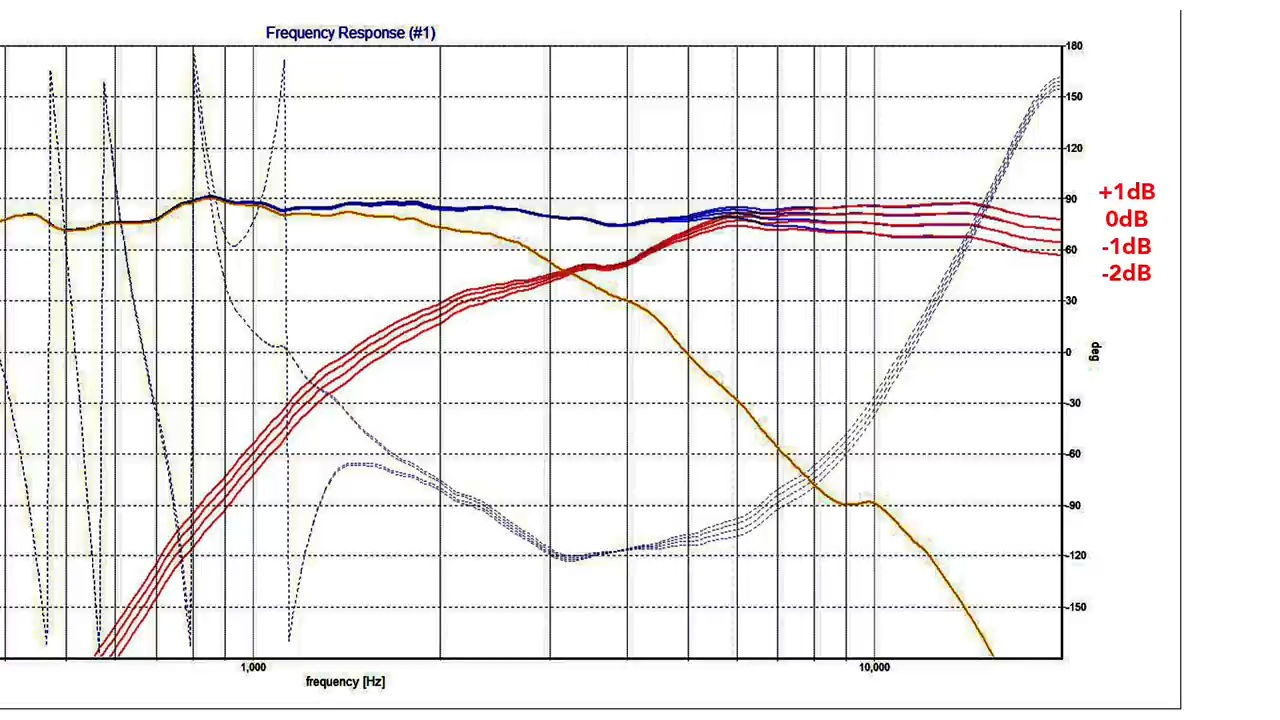 Frequency Response (#1)
180
150
120
90
60
30
0
-30
-60
-90
-120
-150
deg
+1dB
0dB
-1dB
-2dB
1,000
10,000
frequency [Hz]